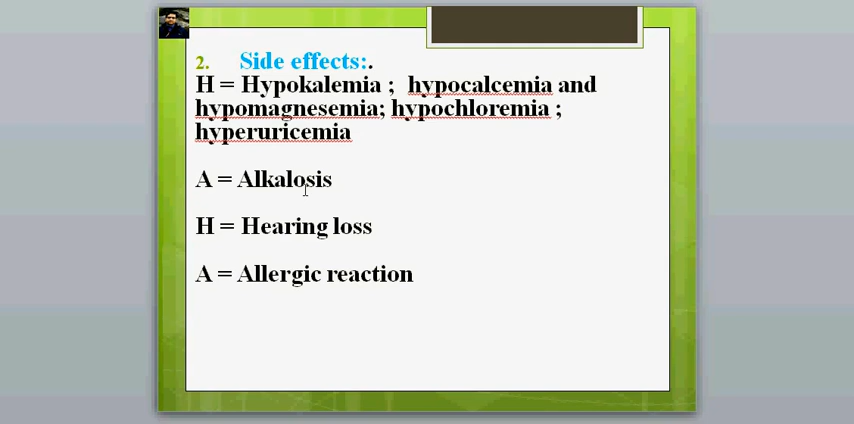 2. Side effects:.
H = Hypokalemia ; hypocalcemia and
hypomagnesemia; hypochloremia ;
hyperuricemia
A = Alkalosis
H = Hearing loss
A = Allergic reaction